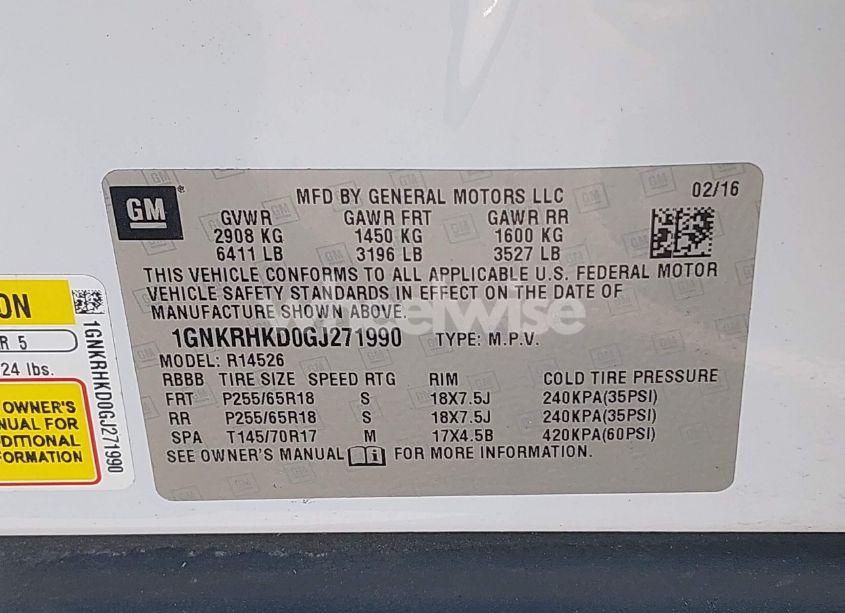 GM
MFD BY GENERAL MOTORS LLC 02/16
GVWR GAWR FRT GAWR RR
2908 KG 1450 KG 1600 KG
6411 LB 3196 LB 3527 LB
THIS VEHICLE CONFORMS TO ALL APPLICABLE U.S. FEDERAL MOTOR
VEHICLE SAFETY STANDARDS IN EFFECT ON THE DATE OF
MANUFACTURE SHOWN ABOVE.
1GNKRHKD0GJ271990 TYPE: M.P.V.
MODEL: R14526
RBBB TIRE SIZE SPEED RTG RIM COLD TIRE PRESSURE
FRT P255/65R18 S 18X7.5J 240KPA(35PSI)
RR P255/65R18 S 18X7.5J 240KPA(35PSI)
SPA T145/70R17 M 17X4.5B 420KPA(60PSI)
SEE OWNER'S MANUAL FOR MORE INFORMATION.
ON
R 5
24 lbs.
OWNER'S
NUAL FOR
DDITIONAL
FORMATION
1GNKRHKD0GJ271990
wheelwise